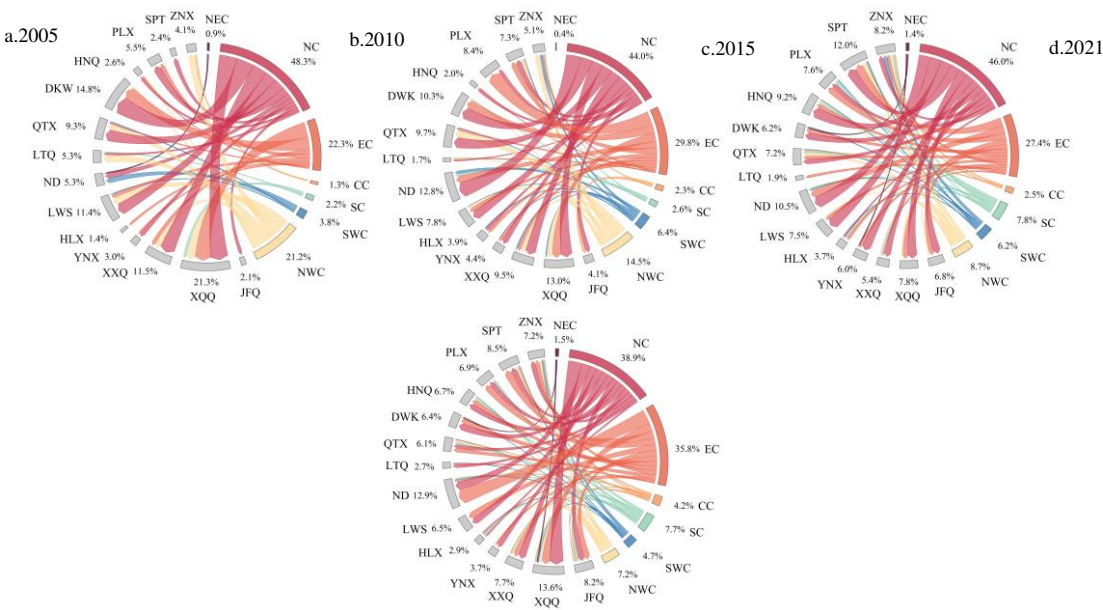 a.2005
ZNX
4.1%
NEC
0.9%
SPT
2.4%
PLX
5.5%
HNQ
2.6%
DKW 14.8%
QTX
9.3%
LTQ
5.3%
ND 5.3%
LWS
11.4%
HLX 1.4%
YNX
3.0%
XXQ
11.5%
21.3%
XQQ
2.1%
JFQ
21.2%
NWC
3.8%
SWC
2.2%
SC
1.3% CC
22.3% EC
NC
48.3%
b.2010
ZNX
5.1%
NEC
0.4%
SPT
7.3%
PLX
8.4%
HNQ
2.0%
DWK 10.3%
QTX
9.7%
LTQ
1.7%
ND 12.8%
LWS 7.8%
HLX 3.9%
YNX
4.4%
XXQ
9.5%
13.0%
XQQ
4.1%
JFQ
14.5%
NWC
6.4%
SWC
2.6%
SC
2.3% CC
29.8% EC
NC
44.0%
c.2015
ZNX
8.2%
NEC
1.4%
SPT
12.0%
PLX
7.6%
HNQ 9.2%
DWK 6.2%
QTX
7.2%
LTQ
1.9%
ND 10.5%
LWS
7.5%
HLX
3.7%
YNX
6.0%
XXQ
5.4%
7.8%
XQQ
6.8%
JFQ
8.7%
NWC
6.2%
SWC
7.8%
SC
2.5% CC
27.4% EC
NC
46.0%
d.2021
ZNX
7.2%
NEC
1.5%
SPT
8.5%
PLX
6.9%
HNQ 6.7%
DWK 6.4%
QTX
6.1%
LTQ 2.7%
ND 12.9%
LWS
6.5%
HLX
2.9%
YNX
3.7%
XXQ
7.7%
13.6%
XQQ
8.2%
JFQ
7.2%
NWC
4.7%
SWC
7.7%
SC
4.2% CC
35.8% EC
NC
38.9%